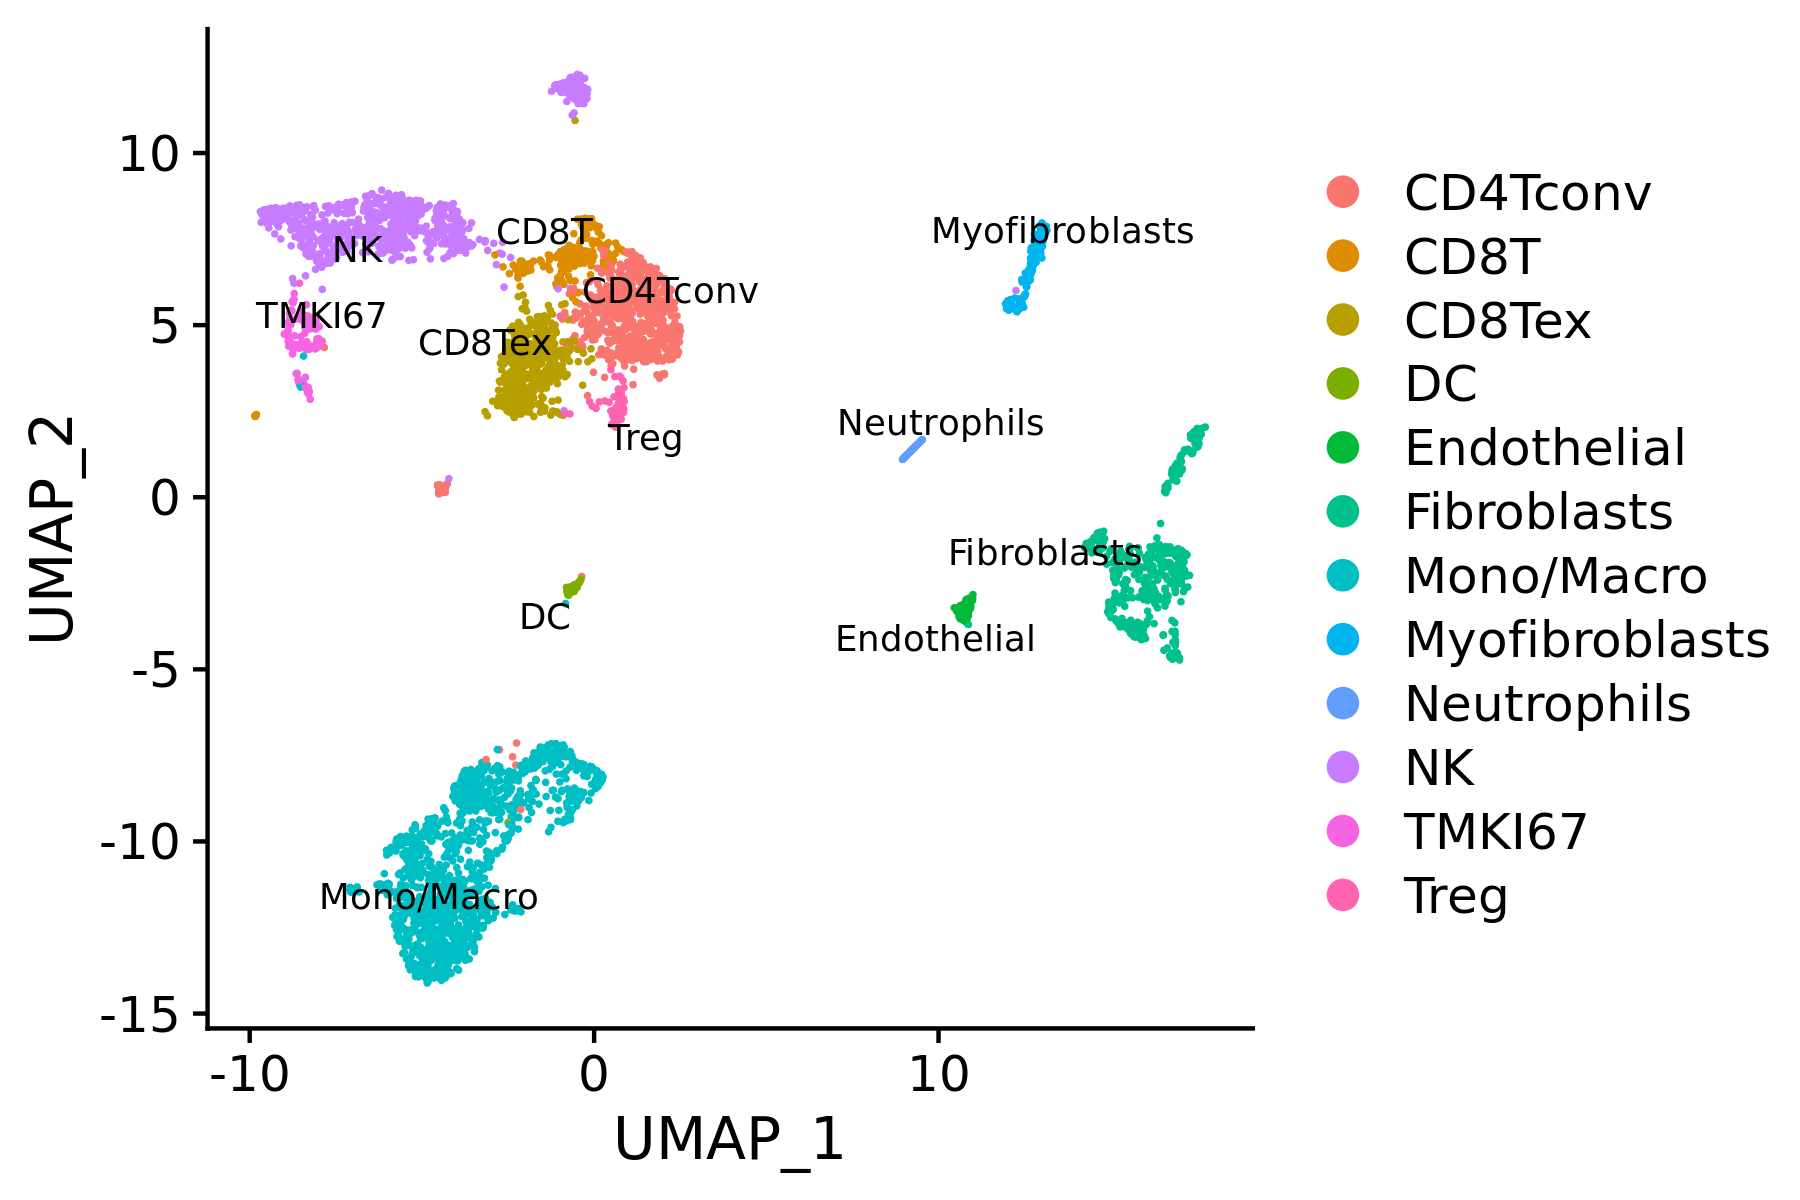 10
5
0
-5
-10
-15
UMAP_2
-10
0
10
UMAP_1
NK
CD8T
TMKI67
CD4Tconv
CD8Tex
Treg
Myofibroblasts
Neutrophils
Fibroblasts
Endothelial
DC
Mono/Macro
CD4Tconv
CD8T
CD8Tex
DC
Endothelial
Fibroblasts
Mono/Macro
Myofibroblasts
Neutrophils
NK
TMKI67
Treg